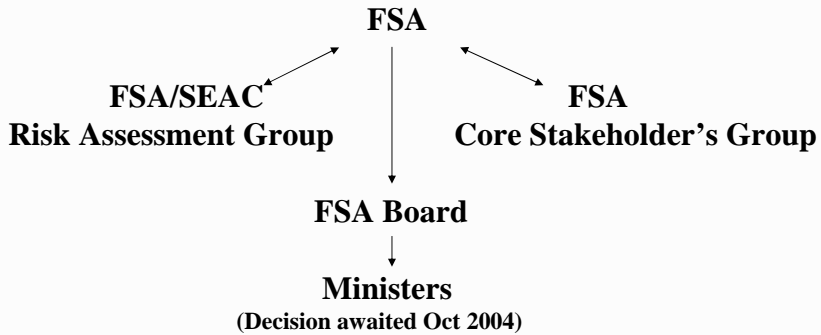 FSA
FSA/SEAC
Risk Assessment Group
FSA
Core Stakeholder's Group
FSA Board
Ministers
(Decision awaited Oct 2004)